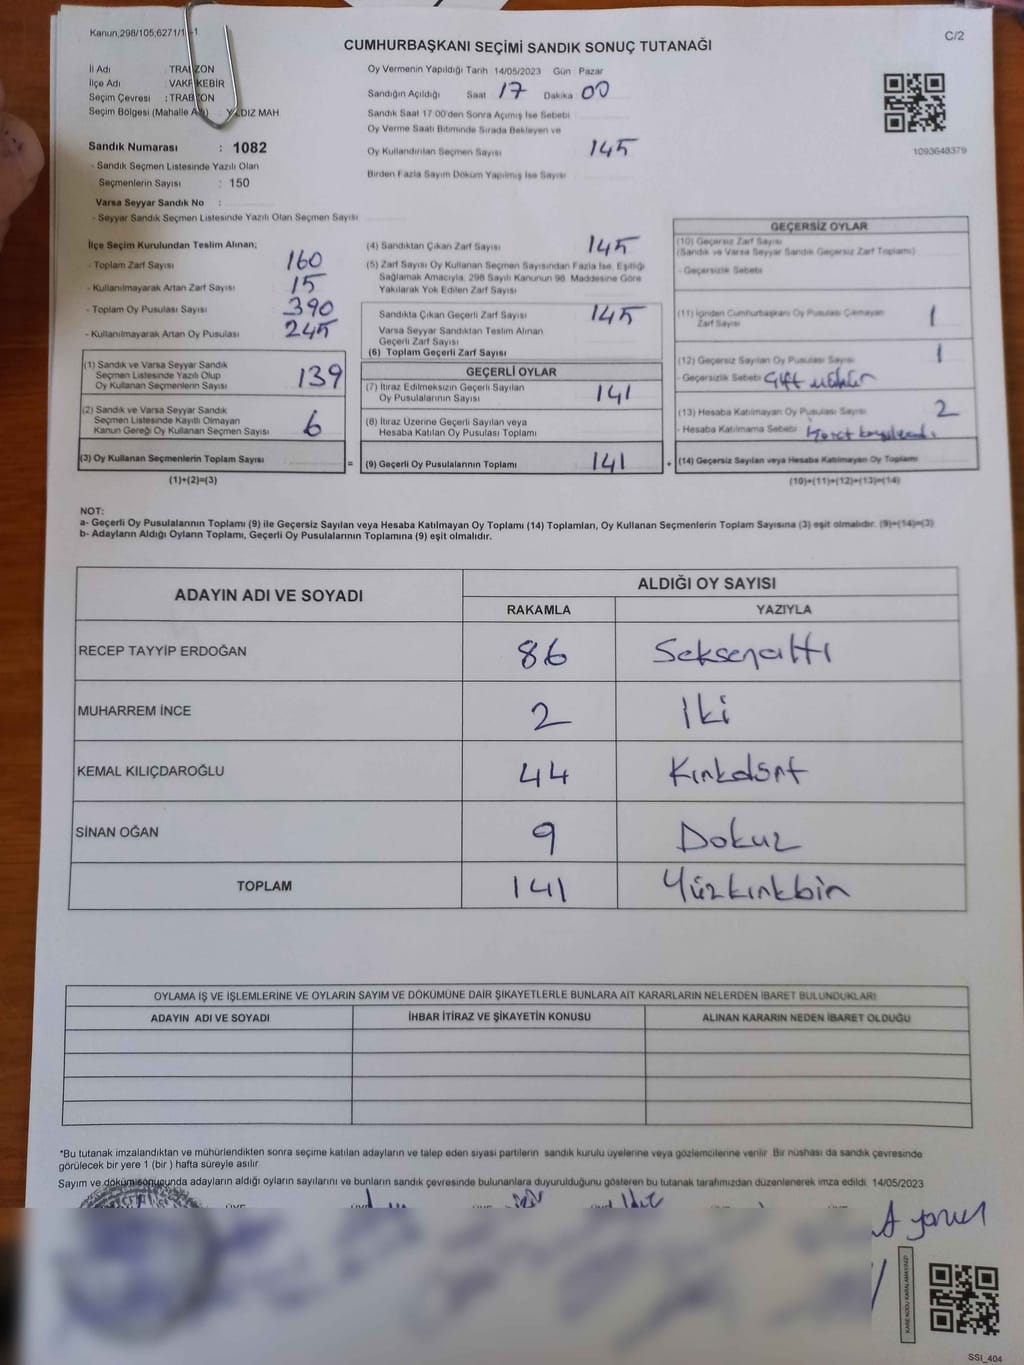 Kanun,298/105,6271/1 -1
C/2
CUMHURBAŞKANI SEÇİMİ SANDIK SONUÇ TUTANAĞI
İl Adı : TRABZON
İlçe Adı : VAKFIKEBİR
Seçim Çevresi : TRABZON
Seçim Bölgesi (Mahalle Adı) YILDIZ MAH
Sandık Numarası : 1082
- Sandık Seçmen Listesinde Yazılı Olan
Seçmenlerin Sayısı : 150
Varsa Seyyar Sandık No :
- Seyyar Sandık Seçmen Listesinde Yazılı Olan Seçmen Sayısı
Oy Vermenin Yapıldığı Tarih 14/05/2023 Gün Pazar
Sandığın Açıldığı Saat 17 Dakika 00
Sandık Saat 17:00'den Sonra Açılmış İse Sebebi
Oy Verme Saati Bitiminde Sırada Bekleyen ve
Oy Kullandırılan Seçmen Sayısı 145
Birden Fazla Sayım Döküm Yapılmış İse Sayısı
1093648379
İlçe Seçim Kurulundan Teslim Alınan;
- Toplam Zarf Sayısı 160
- Kullanılmayarak Artan Zarf Sayısı 15
- Toplam Oy Pusulası Sayısı 390
- Kullanılmayarak Artan Oy Pusulası 245
(1) Sandık ve Varsa Seyyar Sandık
Seçmen Listesinde Yazılı Olup
Oy Kullanan Seçmenlerin Sayısı 139
(2) Sandık ve Varsa Seyyar Sandık
Seçmen Listesinde Kayıtlı Olmayan
Kanun Gereği Oy Kullanan Seçmen Sayısı 6
(3) Oy Kullanan Seçmenlerin Toplam Sayısı =
(1)+(2)=(3)
(4) Sandıktan Çıkan Zarf Sayısı 145
(5) Zarf Sayısı Oy Kullanan Seçmen Sayısından Fazla İse, Eşitliği
Sağlamak Amacıyla, 298 Sayılı Kanunun 98. Maddesine Göre
Yakılarak Yok Edilen Zarf Sayısı
Sandıkta Çıkan Geçerli Zarf Sayısı 145
Varsa Seyyar Sandıktan Teslim Alınan
Geçerli Zarf Sayısı
(6) Toplam Geçerli Zarf Sayısı
GEÇERLİ OYLAR
(7) İtiraz Edilmeksizin Geçerli Sayılan
Oy Pusulalarının Sayısı 141
(8) İtiraz Üzerine Geçerli Sayılan veya
Hesaba Katılan Oy Pusulası Toplamı
(9) Geçerli Oy Pusulalarının Toplamı 141 +
GEÇERSİZ OYLAR
(10) Geçersiz Zarf Sayısı
(Sandık ve Varsa Seyyar Sandık Geçersiz Zarf Toplamı)
- Geçersizlik Sebebi
(11) İçinden Cumhurbaşkanı Oy Pusulası Çıkmayan
Zarf Sayısı 1
(12) Geçersiz Sayılan Oy Pusulası Sayısı 1
- Geçersizlik Sebebi Çift mühür
(13) Hesaba Katılmayan Oy Pusulası Sayısı 2
- Hesaba Katılmama Sebebi
(14) Geçersiz Sayılan veya Hesaba Katılmayan Oy Toplamı
(10)+(11)+(12)+(13)=(14)
NOT:
a- Geçerli Oy Pusulalarının Toplamı (9) ile Geçersiz Sayılan veya Hesaba Katılmayan Oy Toplamı (14) Toplamları, Oy Kullanan Seçmenlerin Toplam Sayısına (3) eşit olmalıdır. (9)+(14)=(3)
b- Adayların Aldığı Oyların Toplamı, Geçerli Oy Pusulalarının Toplamına (9) eşit olmalıdır.
ADAYIN ADI VE SOYADI
ALDIĞI OY SAYISI
RAKAMLA YAZIYLA
RECEP TAYYİP ERDOĞAN 86 Seksenaltı
MUHARREM İNCE 2 İki
KEMAL KILIÇDAROĞLU 44 Kırkdört
SİNAN OĞAN 9 Dokuz
TOPLAM 141 Yüzkırkbir
OYLAMA İŞ VE İŞLEMLERİNE VE OYLARIN SAYIM VE DÖKÜMÜNE DAİR ŞİKAYETLERLE BUNLARA AİT KARARLARIN NELERDEN İBARET BULUNDUKLARI
ADAYIN ADI VE SOYADI İHBAR İTİRAZ VE ŞİKAYETİN KONUSU ALINAN KARARIN NEDEN İBARET OLDUĞU
*Bu tutanak imzalandıktan ve mühürlendikten sonra seçime katılan adayların ve talep eden siyasi partilerin sandık kurulu üyelerine veya gözlemcilerine verilir. Bir nüshası da sandık çevresinde
görülecek bir yere 1 (bir ) hafta süreyle asılır.
Sayım ve döküm sonucunda adayların aldığı oyların sayılarını ve bunların sandık çevresinde bulunanlara duyurulduğunu gösteren bu tutanak tarafımızdan düzenlenerek imza edildi. 14/05/2023
KARE KODU KARALAMAYINIZ!
SSI_404